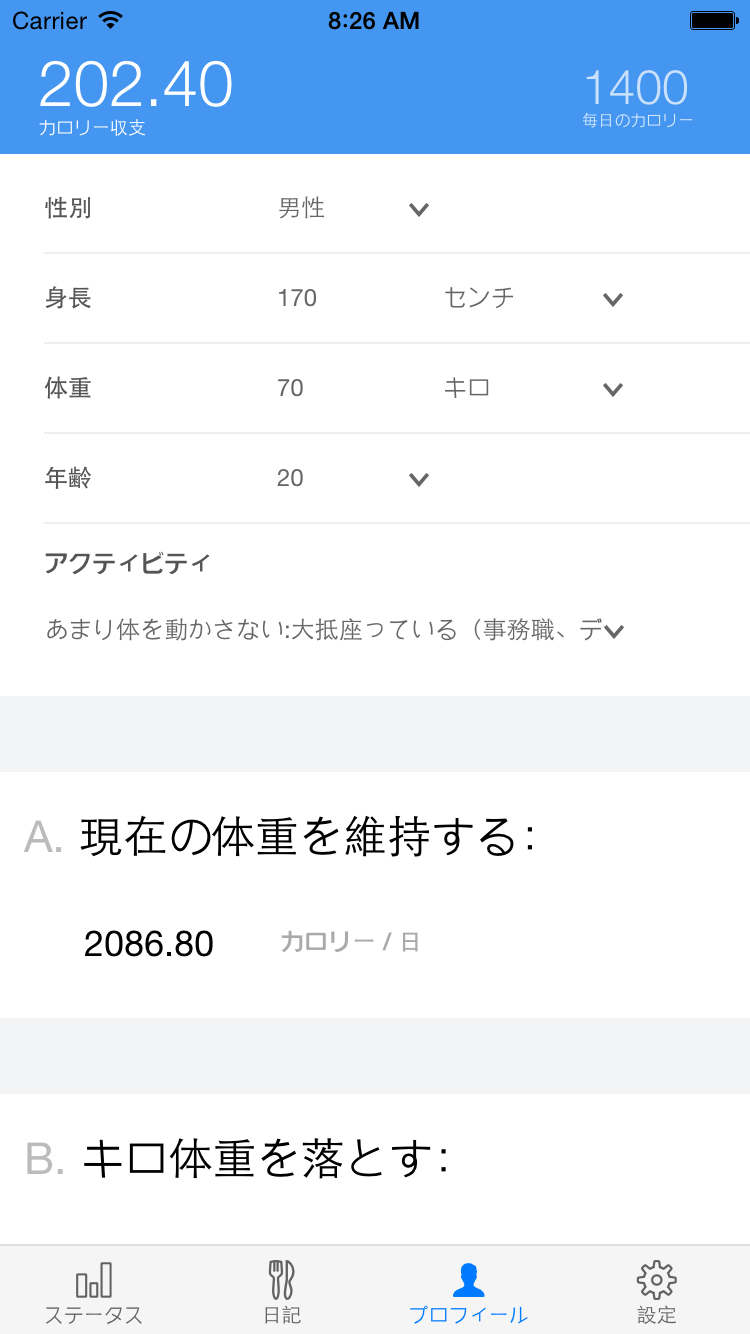 Carrier 8:26 AM
202.40 1400
カロリー収支 毎日のカロリー
性別 男性
身長 170 センチ
体重 70 キロ
年齢 20
アクティビティ
あまり体を動かさない:大抵座っている（事務職、デ
A. 現在の体重を維持する:
2086.80 カロリー / 日
B. キロ体重を落とす:
ステータス 日記 プロフィール 設定